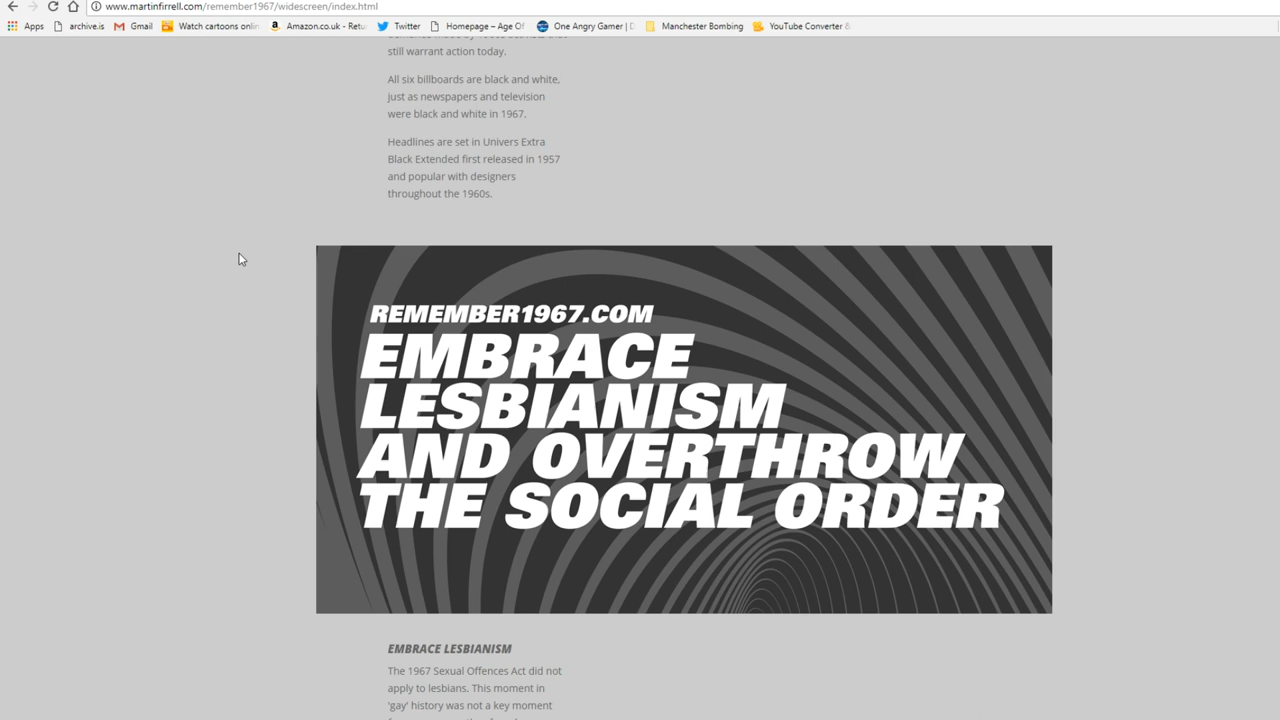 www.martinfirrell.com/remember1967/widescreen/index.html
Apps archive.is Gmail Watch cartoons onlin Amazon.co.uk - Retu Twitter Homepage – Age Of One Angry Gamer | D Manchester Bombing YouTube Converter &
still warrant action today.
All six billboards are black and white,
just as newspapers and television
were black and white in 1967.
Headlines are set in Univers Extra
Black Extended first released in 1957
and popular with designers
throughout the 1960s.
REMEMBER1967.COM
EMBRACE
LESBIANISM
AND OVERTHROW
THE SOCIAL ORDER
EMBRACE LESBIANISM
The 1967 Sexual Offences Act did not
apply to lesbians. This moment in
'gay' history was not a key moment